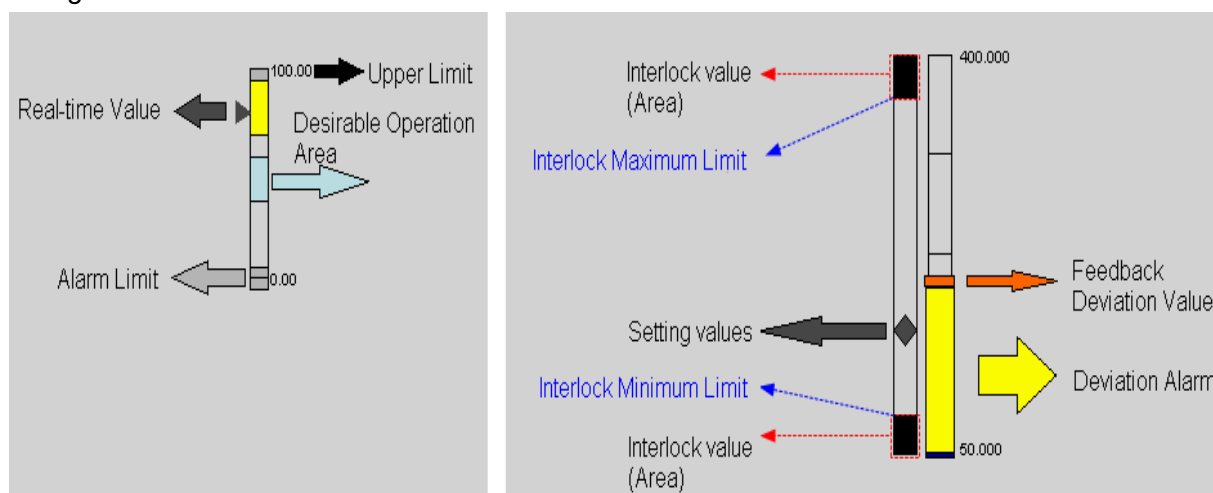 100.00
Upper Limit
Real-time Value
Desirable Operation
Area
Alarm Limit
0.00
Interlock value
(Area)
400.000
Interlock Maximum Limit
Feedback
Deviation Value
Setting values
Interlock Minimum Limit
Deviation Alarm
Interlock value
(Area)
50.000